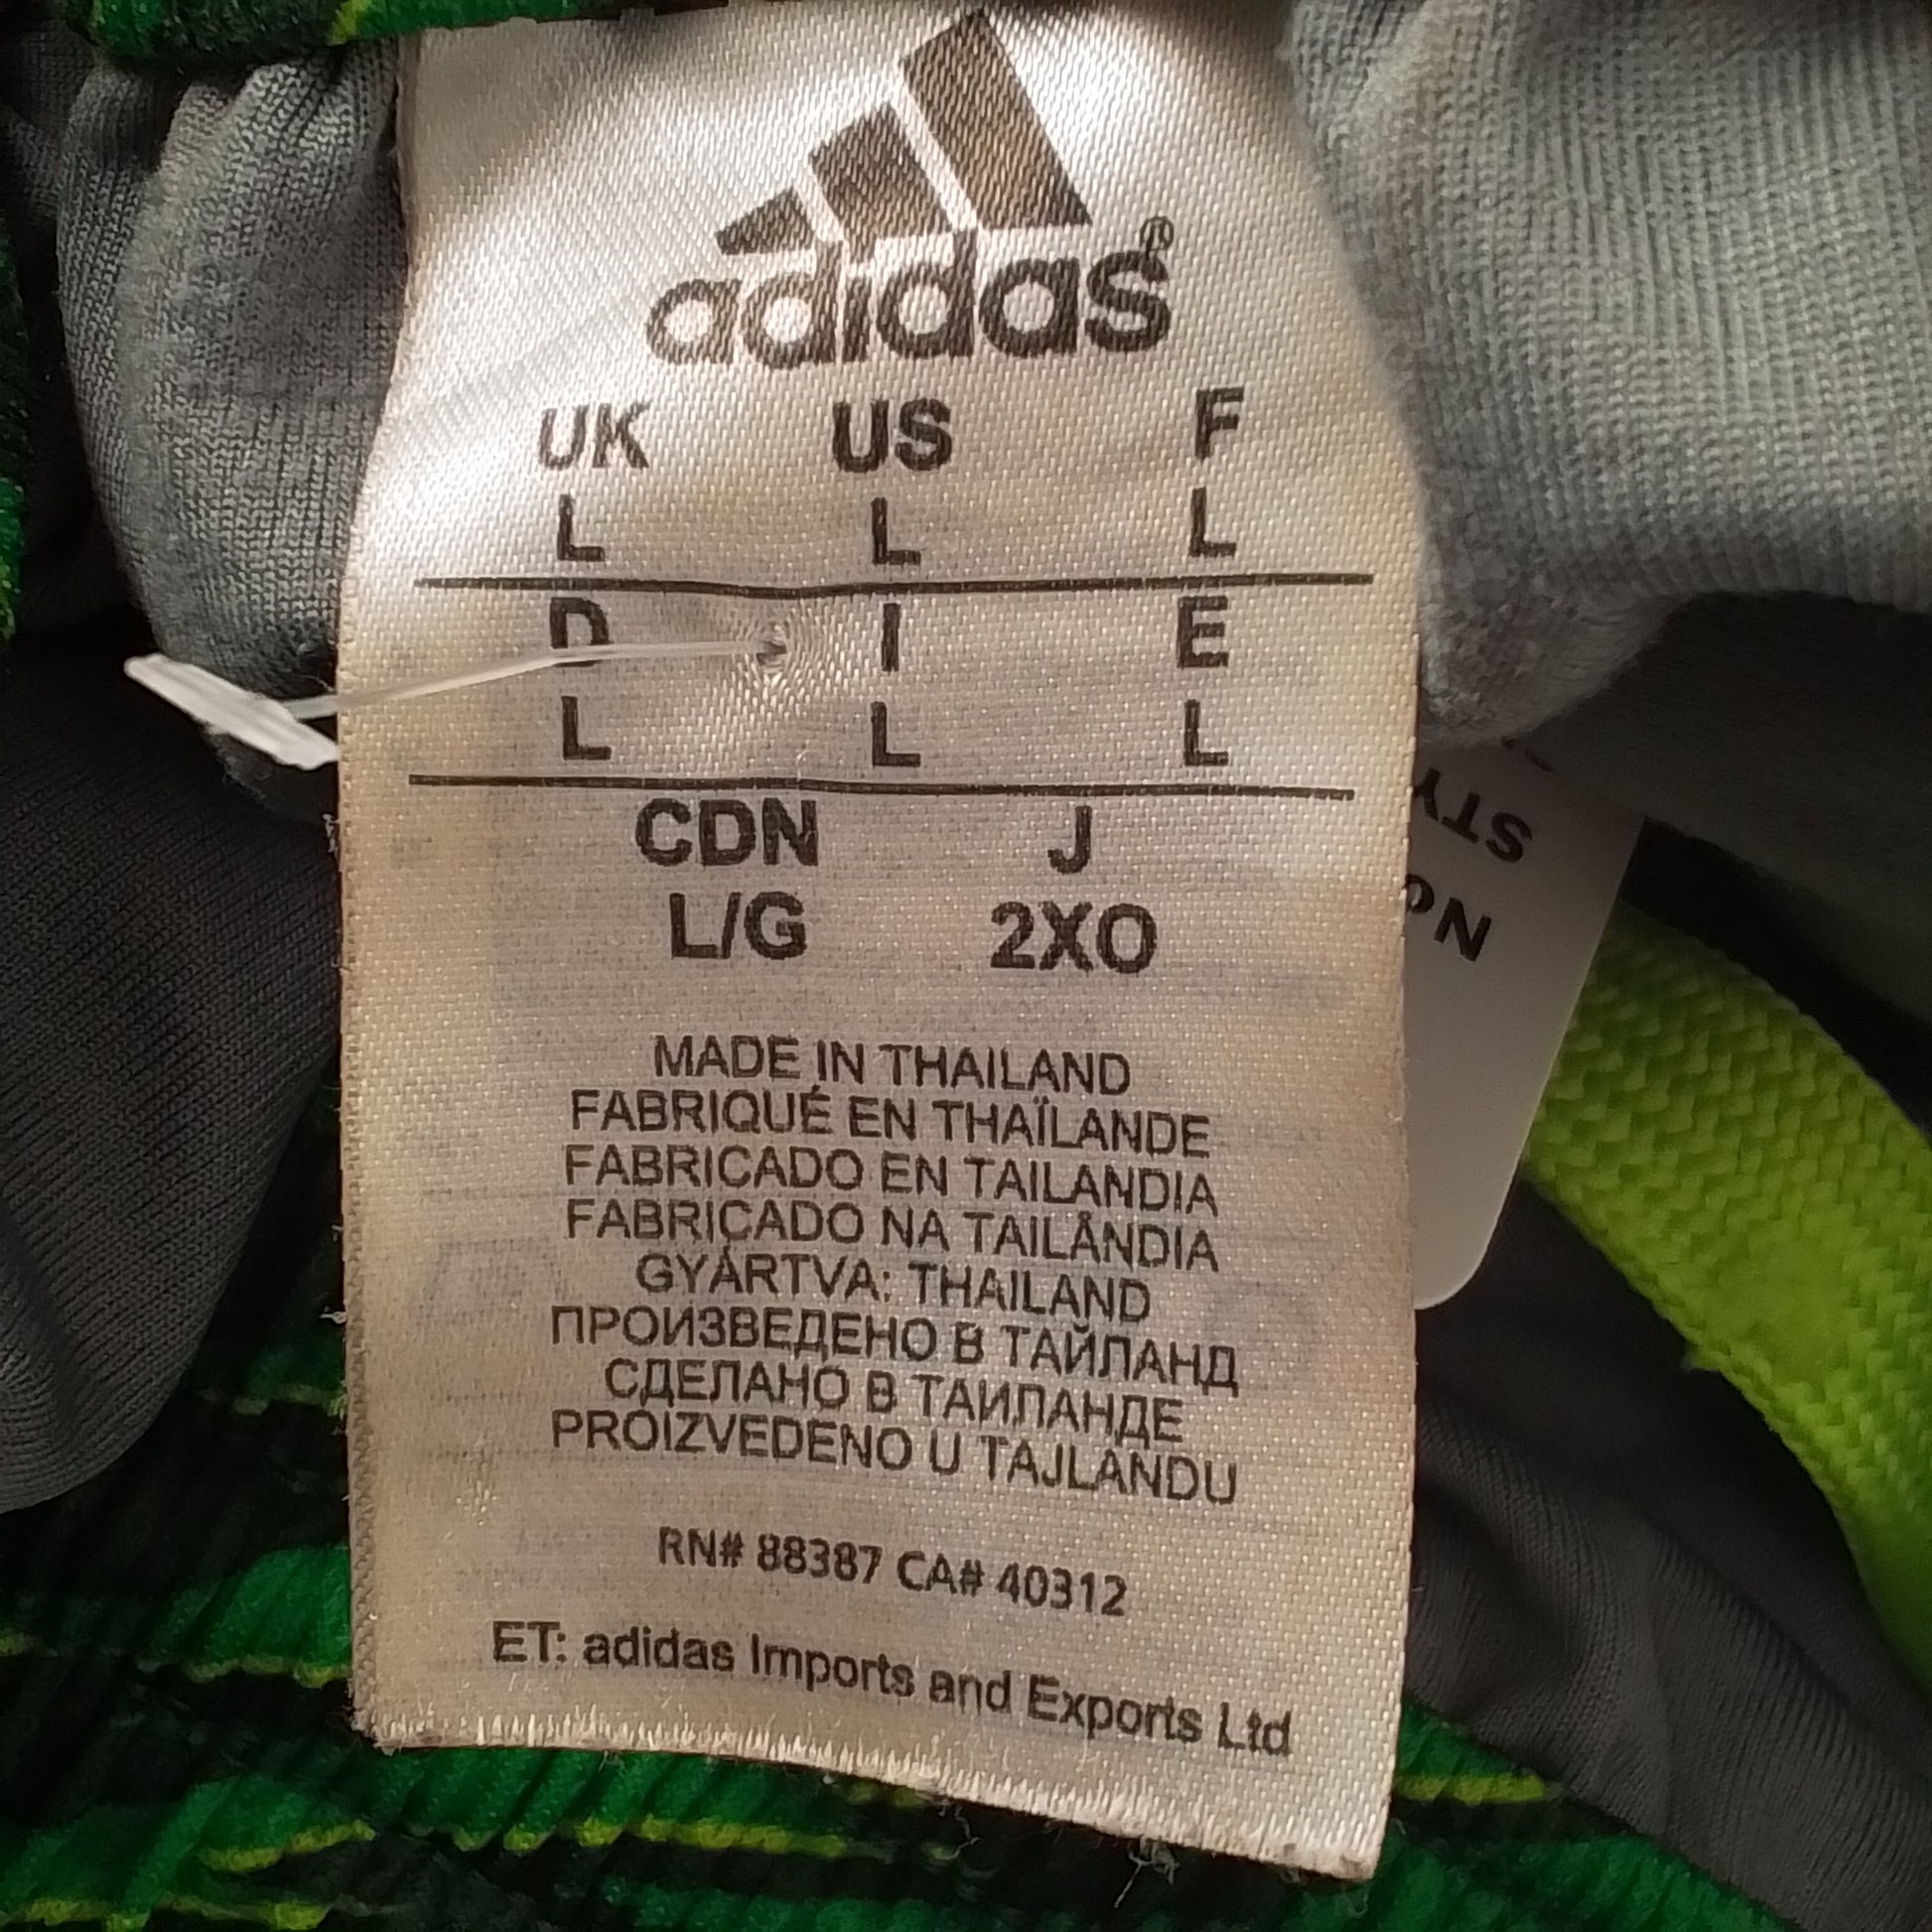 adidas®
UK US F
L L L
D I E
L L L
CDN J
L/G 2XO
MADE IN THAILAND
FABRIQUÉ EN THAÏLANDE
FABRICADO EN TAILANDIA
FABRICADO NA TAILÂNDIA
GYÁRTVA: THAILAND
ПРОИЗВЕДЕНО В ТАЙЛАНД
СДЕЛАНО В ТАИЛАНДЕ
PROIZVEDENO U TAJLANDU
RN# 88387 CA# 40312
ET: adidas Imports and Exports Ltd